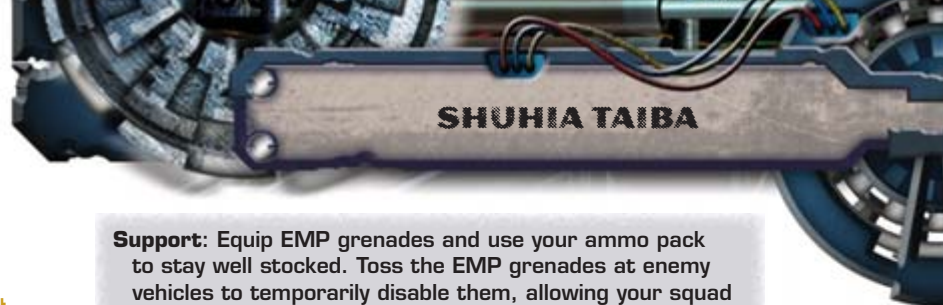 SHUHIA TAIBA
Support: Equip EMP grenades and use your ammo pack
to stay well stocked. Toss the EMP grenades at enemy
vehicles to temporarily disable them, allowing your squad